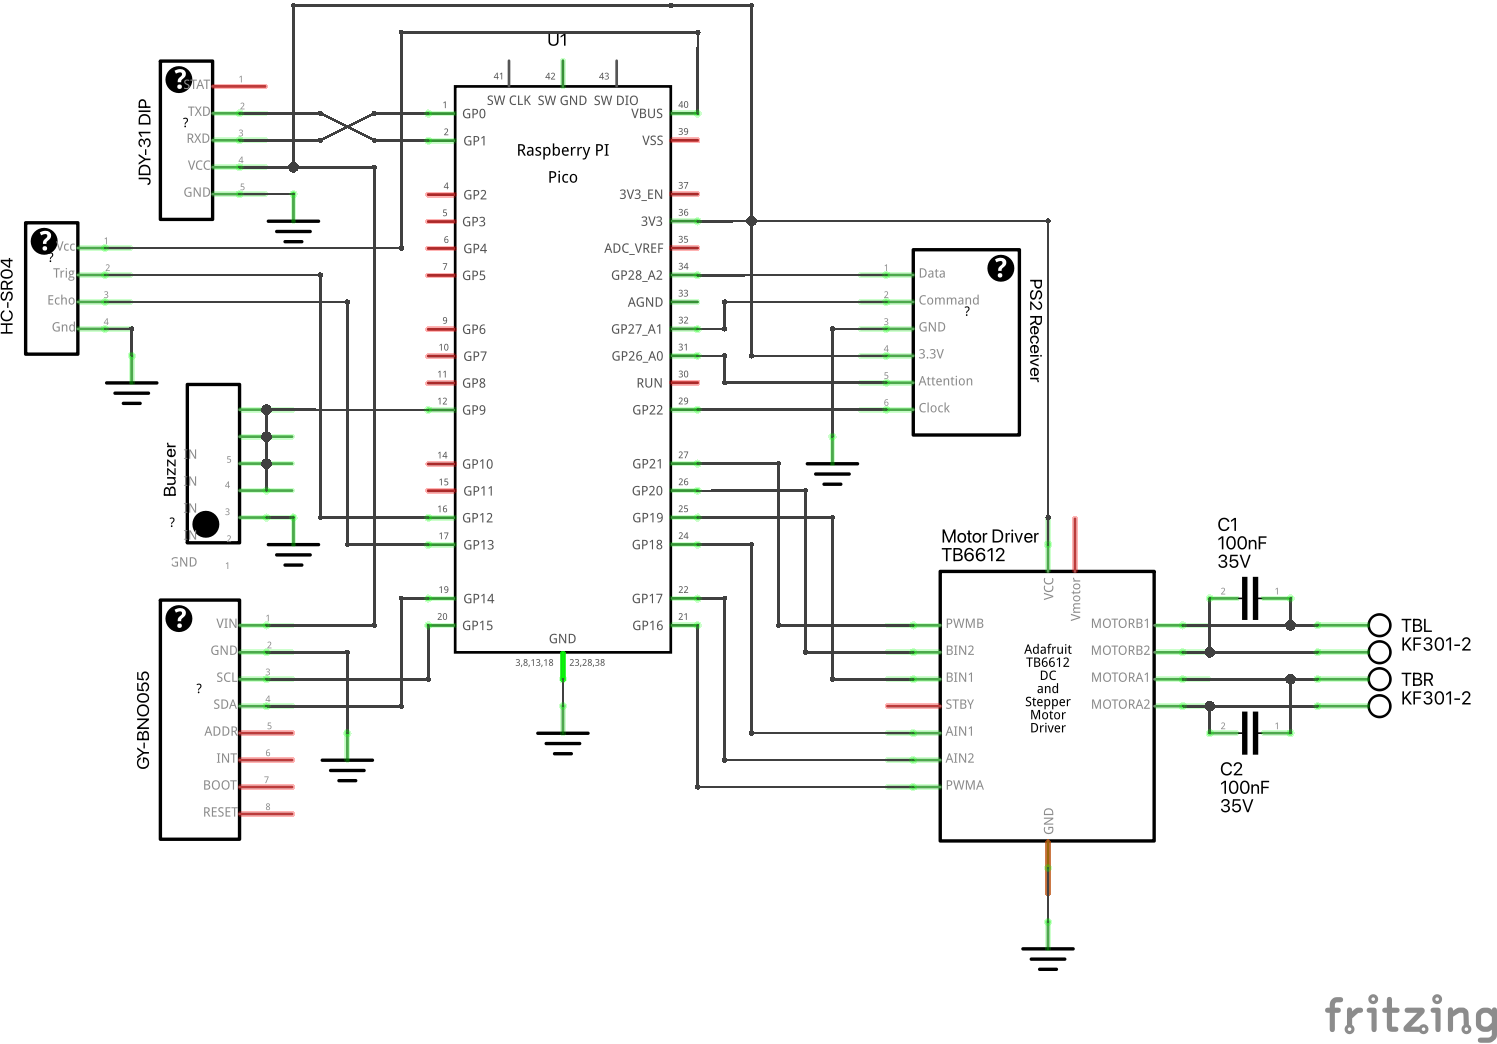 U1
41
42
43
SW CLK
SW GND
SW DIO
Raspberry PI
Pico
1
GP0
2
GP1
4
GP2
5
GP3
6
GP4
7
GP5
9
GP6
10
GP7
11
GP8
12
GP9
14
GP10
15
GP11
16
GP12
17
GP13
19
GP14
20
GP15
VBUS
40
VSS
39
3V3_EN
37
3V3
36
ADC_VREF
35
GP28_A2
34
AGND
33
GP27_A1
32
GP26_A0
31
RUN
30
GP22
29
GP21
27
GP20
26
GP19
25
GP18
24
GP17
22
GP16
21
GND
3,8,13,18
23,28,38
JDY-31 DIP
?
?
STAT
1
TXD
2
RXD
3
VCC
4
GND
5
HC-SR04
?
?
Vcc
1
Trig
2
Echo
3
Gnd
4
Buzzer
?
IN
5
IN
4
IN
3
IN
2
GND
1
GY-BNO055
?
?
VIN
1
GND
2
SCL
3
SDA
4
ADDR
5
INT
6
BOOT
7
RESET
8
PS2 Receiver
?
?
1
Data
2
Command
3
GND
4
3.3V
5
Attention
6
Clock
Motor Driver
TB6612
VCC
Vmotor
PWMB
BIN2
BIN1
STBY
AIN1
AIN2
PWMA
Adafruit
TB6612
DC
and
Stepper
Motor
Driver
MOTORB1
MOTORB2
MOTORA1
MOTORA2
GND
C1
100nF
35V
2
1
TBL
KF301-2
TBR
KF301-2
2
1
C2
100nF
35V
fritzing